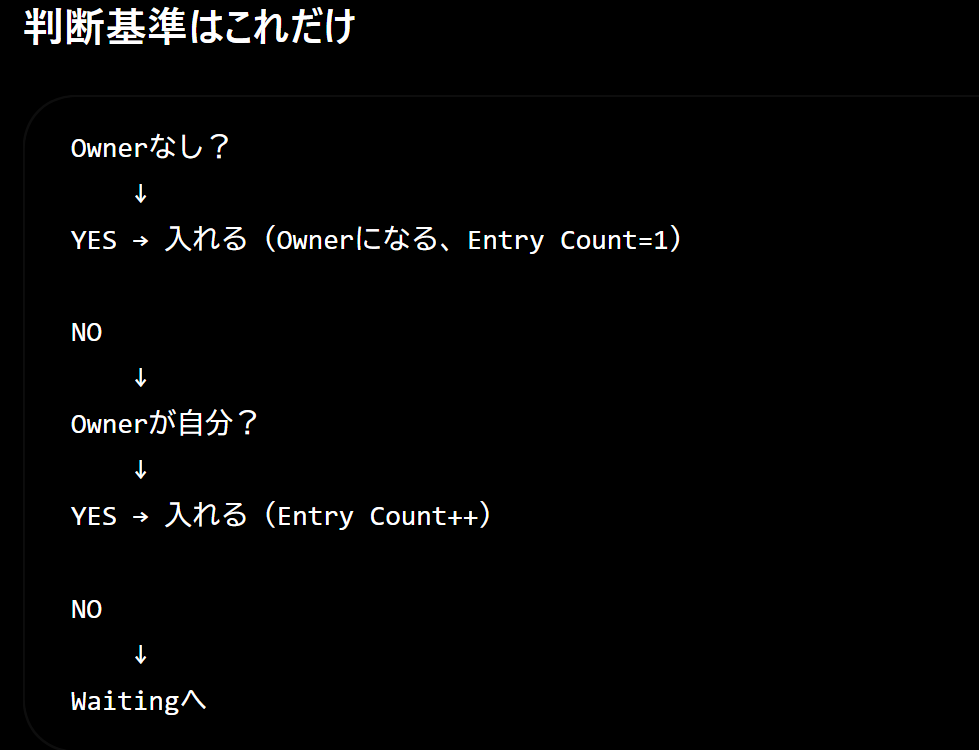 判断基準はこれだけ
Ownerなし？
↓
YES → 入れる（Ownerになる、Entry Count=1）
NO
↓
Ownerが自分？
↓
YES → 入れる（Entry Count++）
NO
↓
Waitingへ